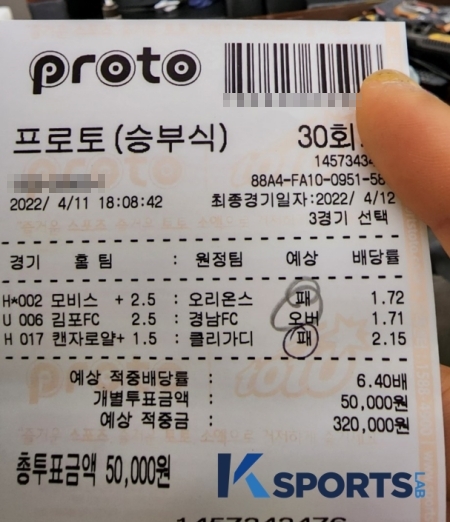 proto
프로토(승부식) 30회
14573434
88A4-FA10-0951-58
2022/ 4/11 18:08:42 최종경기일자:2022/ 4/12
3경기 선택
경기 홈팀 : 원정팀 예상 배당률
H*002 모비스 + 2.5 : 오리온스 패 1.72
U 006 김포FC 2.5 : 경남FC 오버 1.71
H 017 캔자로얄+ 1.5 : 클리가디 패 2.15
예상 적중배당률 : 6.40배
개별투표금액 : 50,000원
예상 적중금 : 320,000원
총투표금액 50,000원
K SPORTS LAB